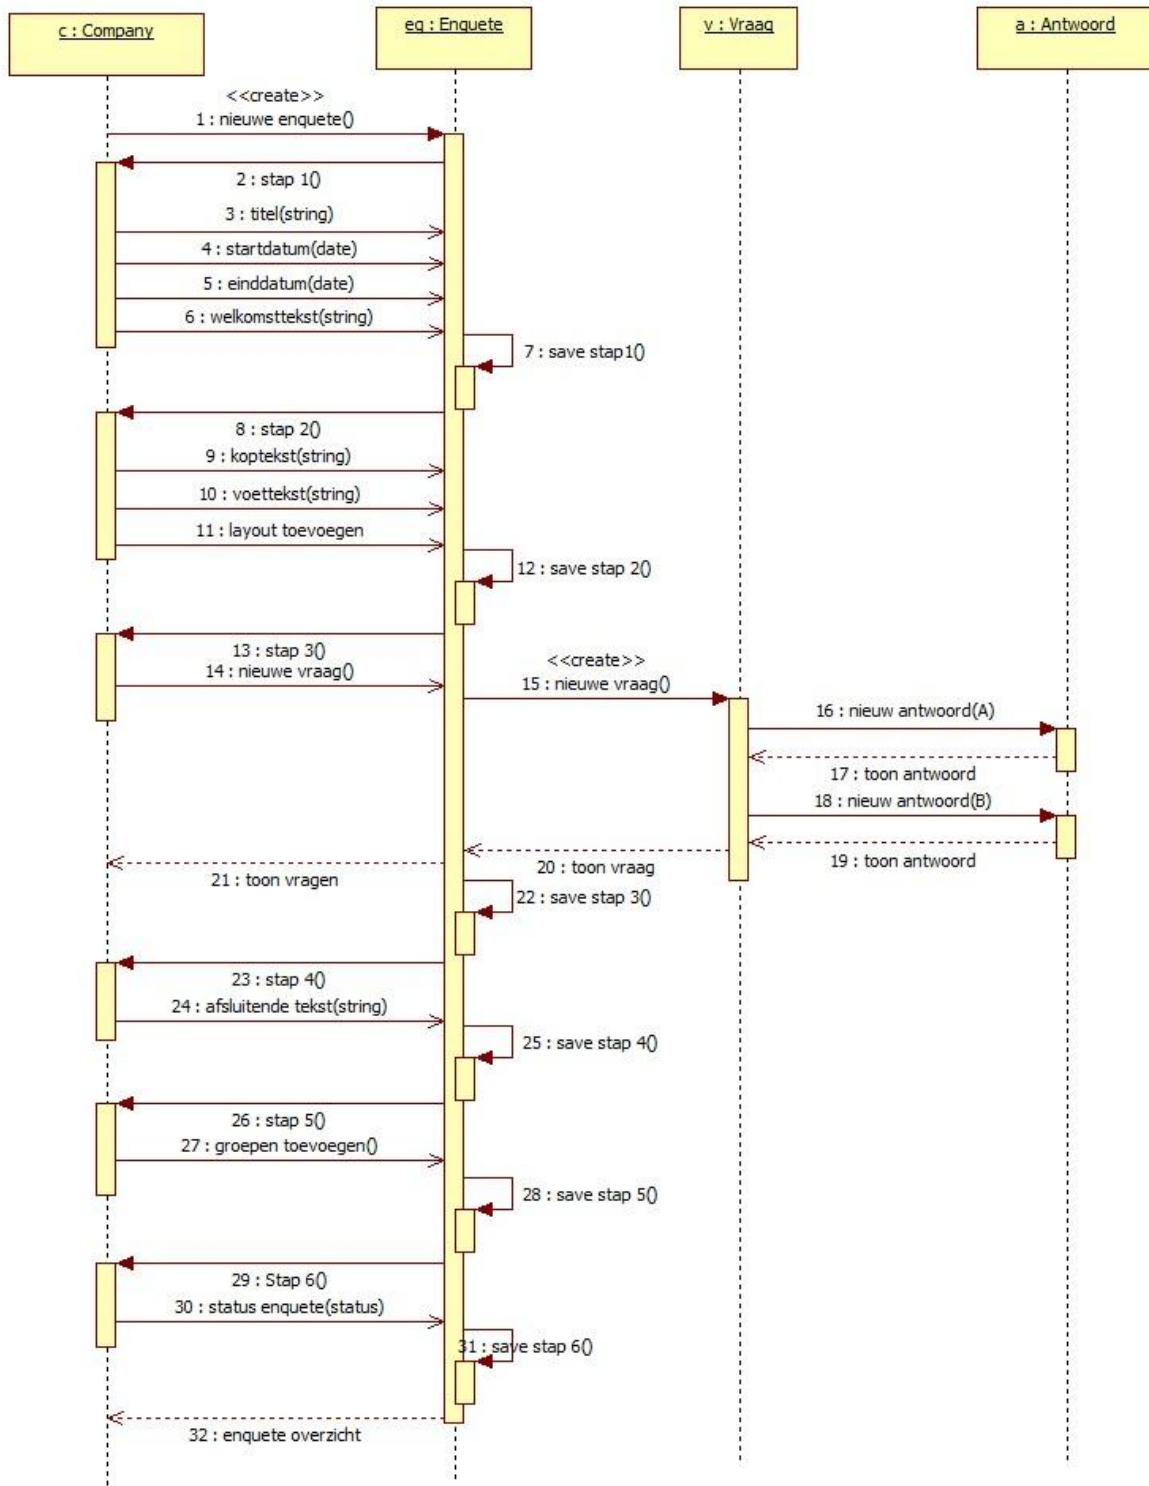 c : Company
eq : Enquete
v : Vraag
a : Antwoord
<<create>>
1 : nieuwe enquete()
2 : stap 1()
3 : titel(string)
4 : startdatum(date)
5 : einddatum(date)
6 : welkomsttekst(string)
7 : save stap1()
8 : stap 2()
9 : koptekst(string)
10 : voettekst(string)
11 : layout toevoegen
12 : save stap 2()
13 : stap 3()
14 : nieuwe vraag()
<<create>>
15 : nieuwe vraag()
16 : nieuw antwoord(A)
17 : toon antwoord
18 : nieuw antwoord(B)
19 : toon antwoord
20 : toon vraag
21 : toon vragen
22 : save stap 3()
23 : stap 4()
24 : afsluitende tekst(string)
25 : save stap 4()
26 : stap 5()
27 : groepen toevoegen()
28 : save stap 5()
29 : Stap 6()
30 : status enquete(status)
31 : save stap 6()
32 : enquete overzicht